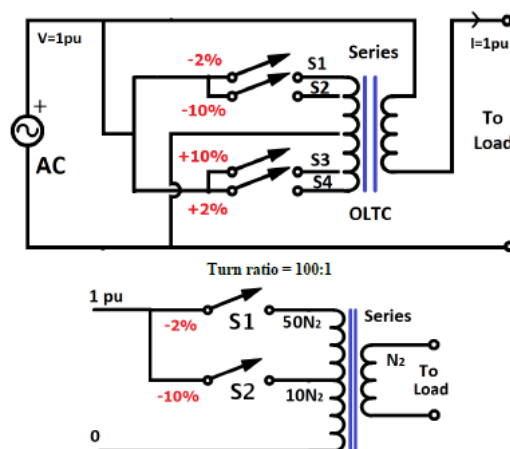 V=1pu
I=1pu
-2%
S1
Series
S2
-10%
+
AC
To
Load
+10%
S3
S4
+2%
OLTC
Turn ratio = 100:1
1 pu
-2%
S1
50N₂
Series
N₂
To
Load
-10%
S2
10N₂
0